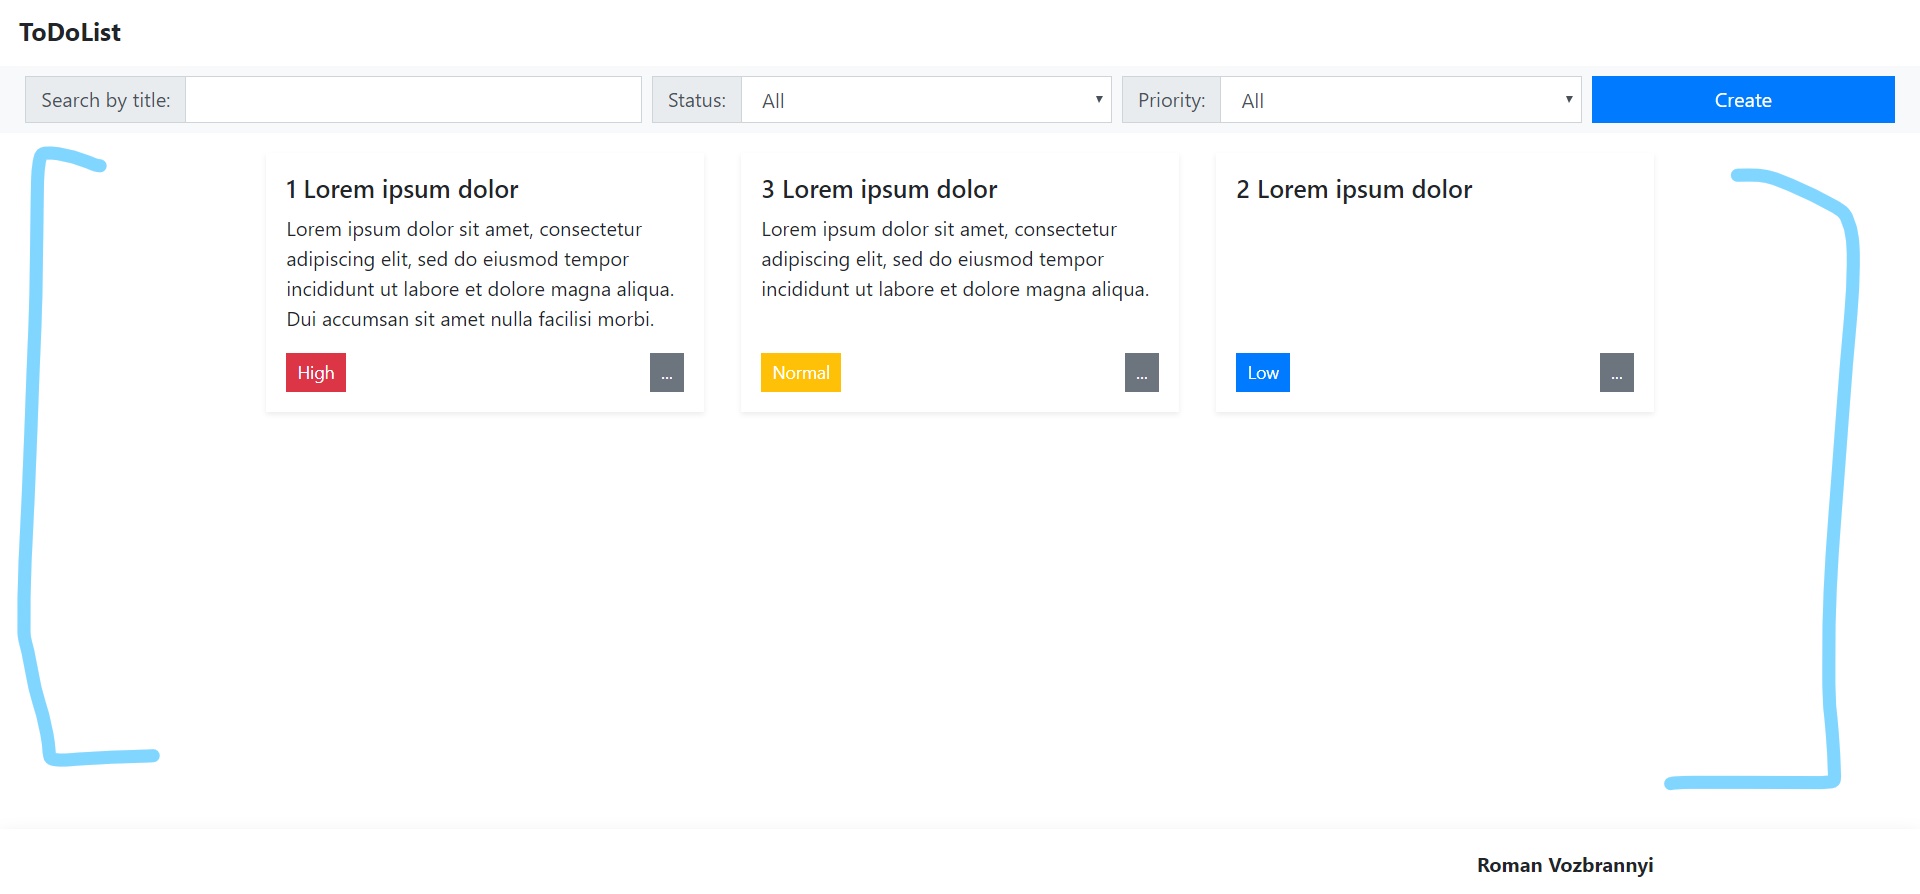 ToDoList
Search by title: Status: All Priority: All Create
1 Lorem ipsum dolor
Lorem ipsum dolor sit amet, consectetur
adipiscing elit, sed do eiusmod tempor
incididunt ut labore et dolore magna aliqua.
Dui accumsan sit amet nulla facilisi morbi.
High ...
3 Lorem ipsum dolor
Lorem ipsum dolor sit amet, consectetur
adipiscing elit, sed do eiusmod tempor
incididunt ut labore et dolore magna aliqua.
Normal ...
2 Lorem ipsum dolor
Low ...
Roman Vozbrannyi